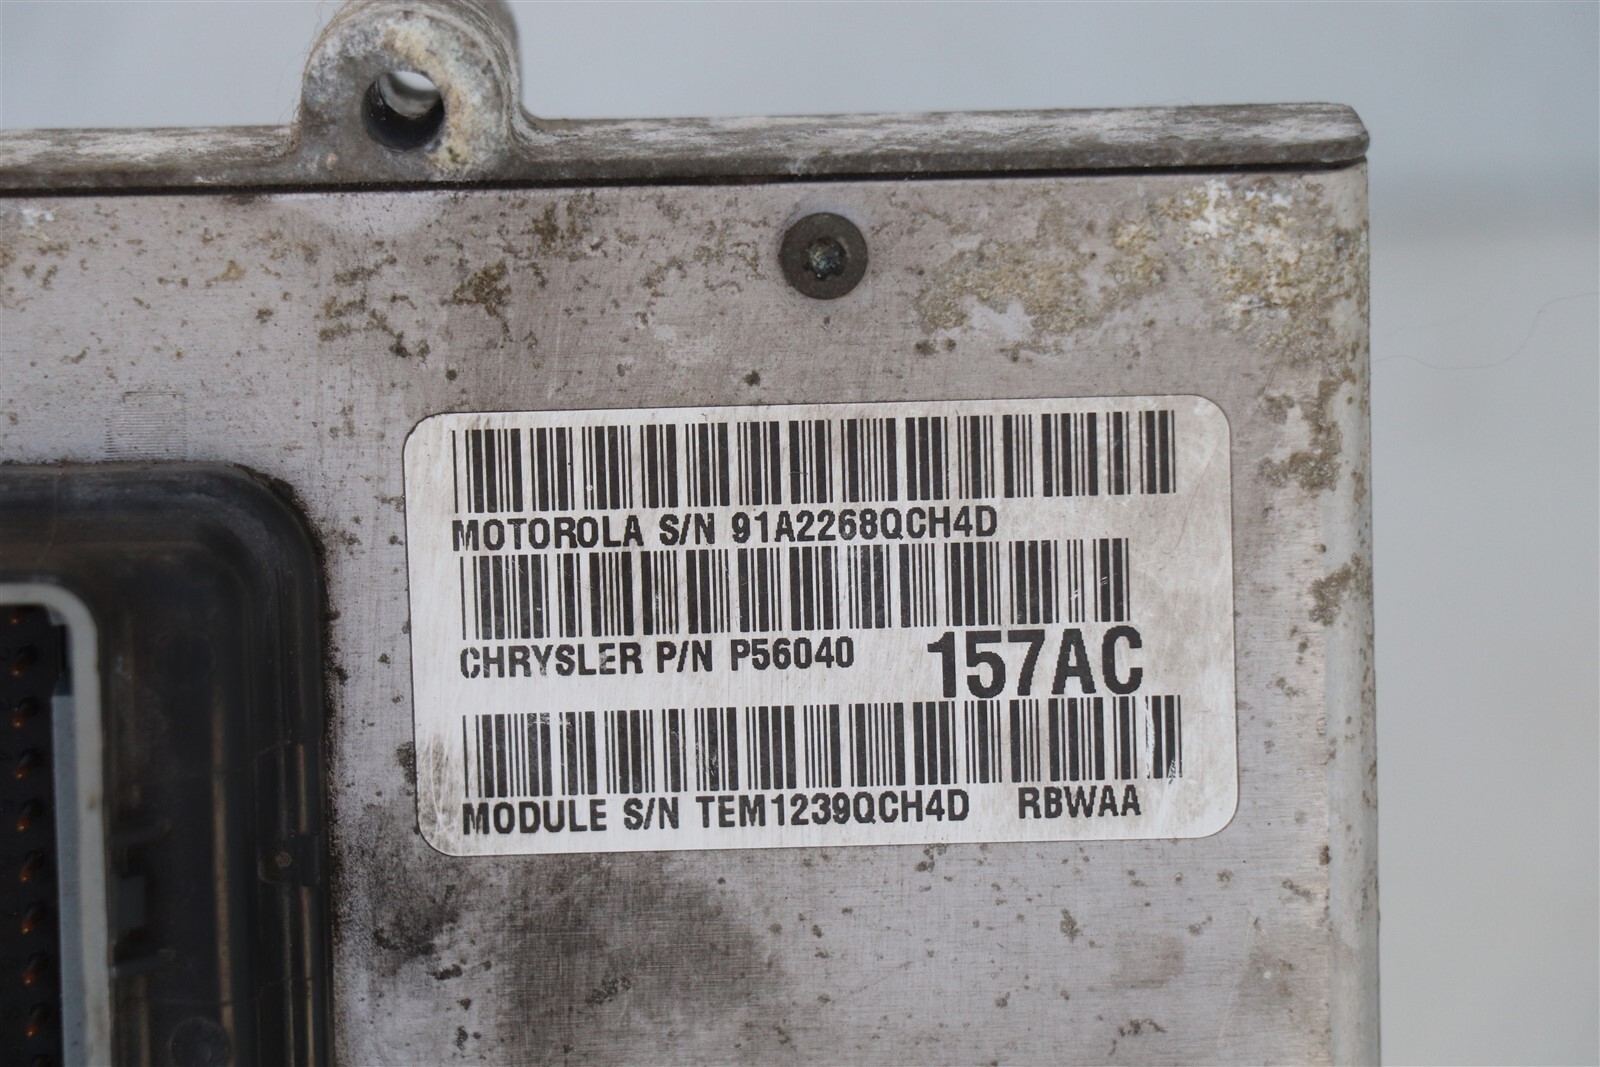 MOTOROLA S/N 91A2268QCH4D
CHRYSLER P/N P56040 157AC
MODULE S/N TEM1239QCH4D RBWAA